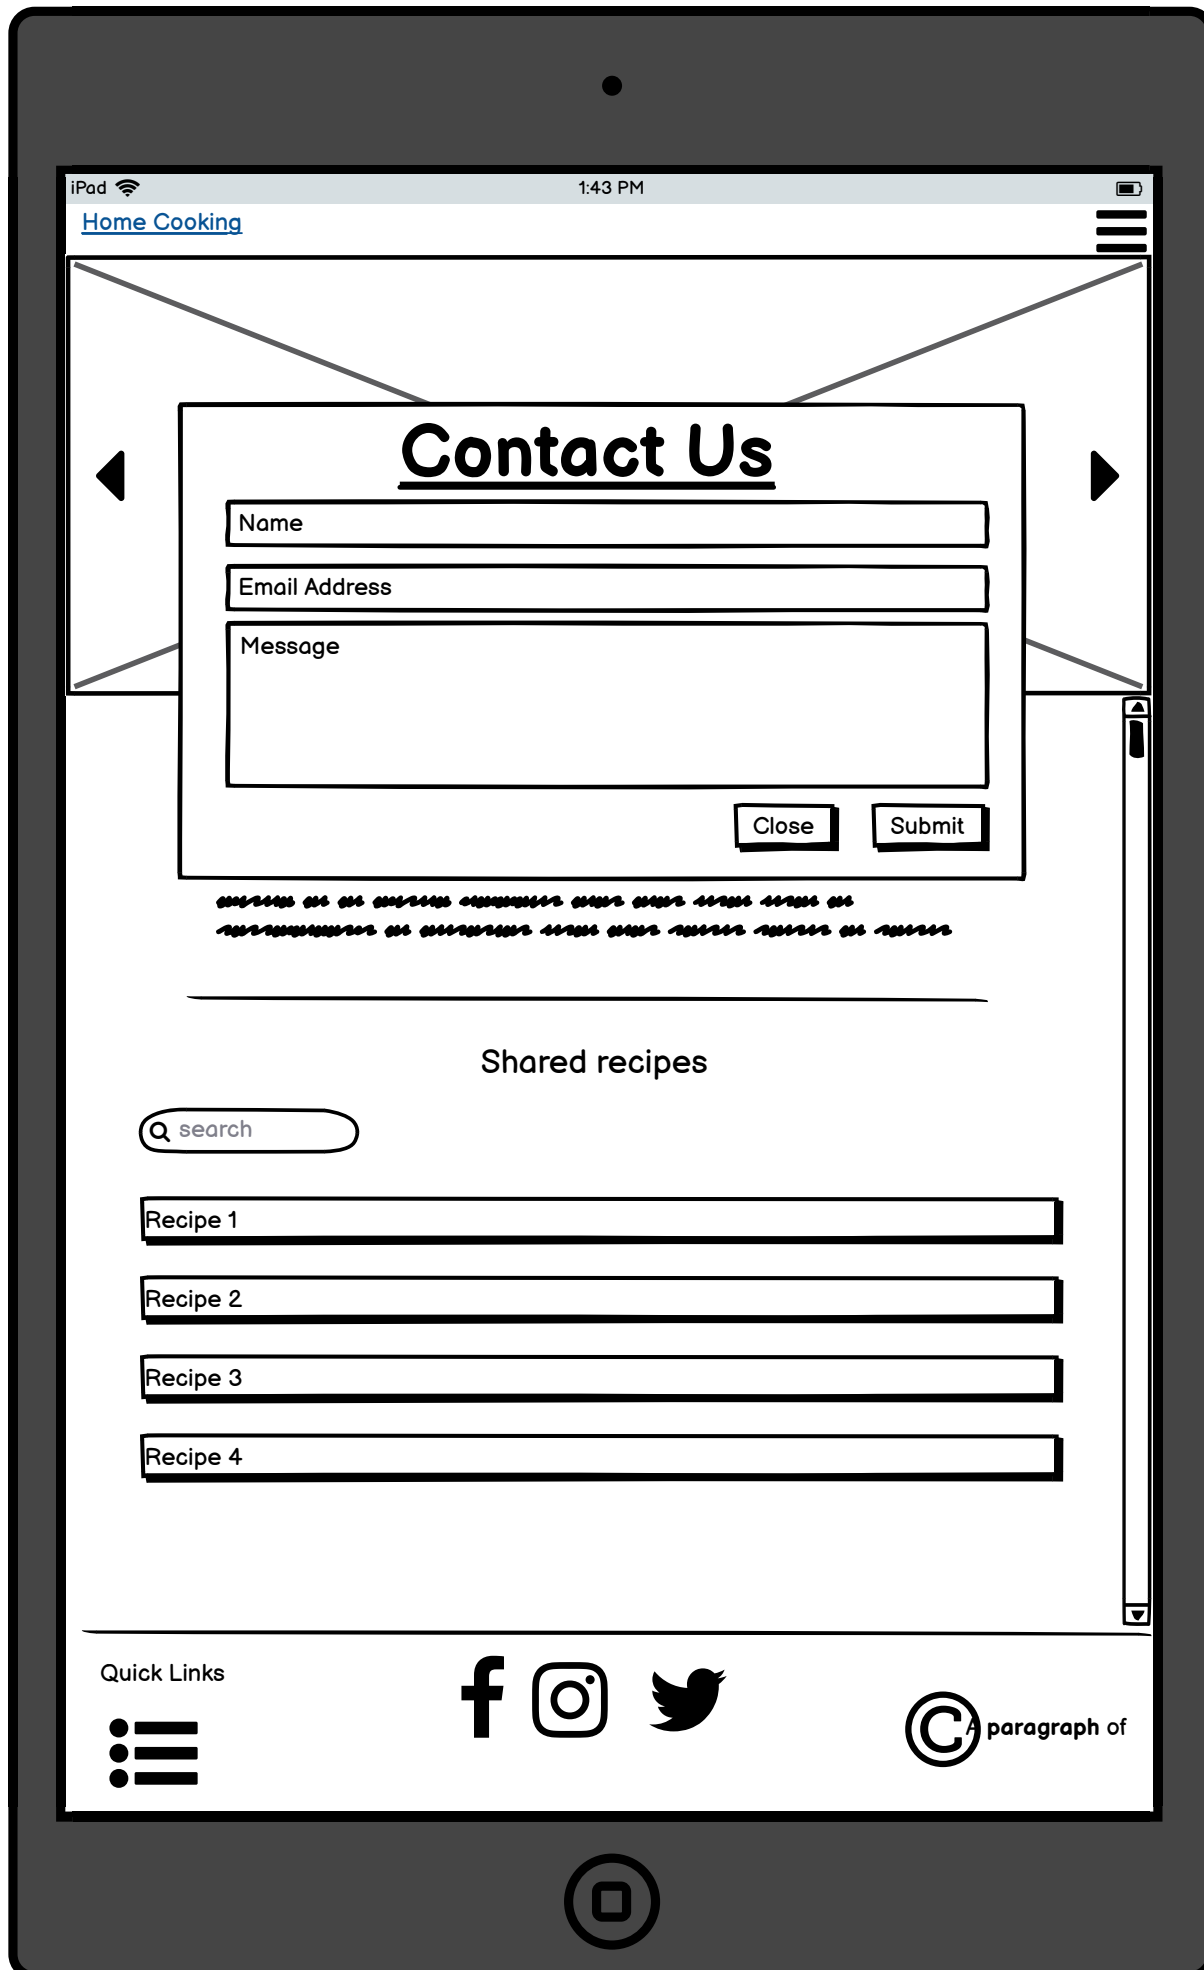 iPad 1:43 PM
Home Cooking
Contact Us
Name
Email Address
Message
Close Submit
Shared recipes
search
Recipe 1
Recipe 2
Recipe 3
Recipe 4
Quick Links
© A paragraph of